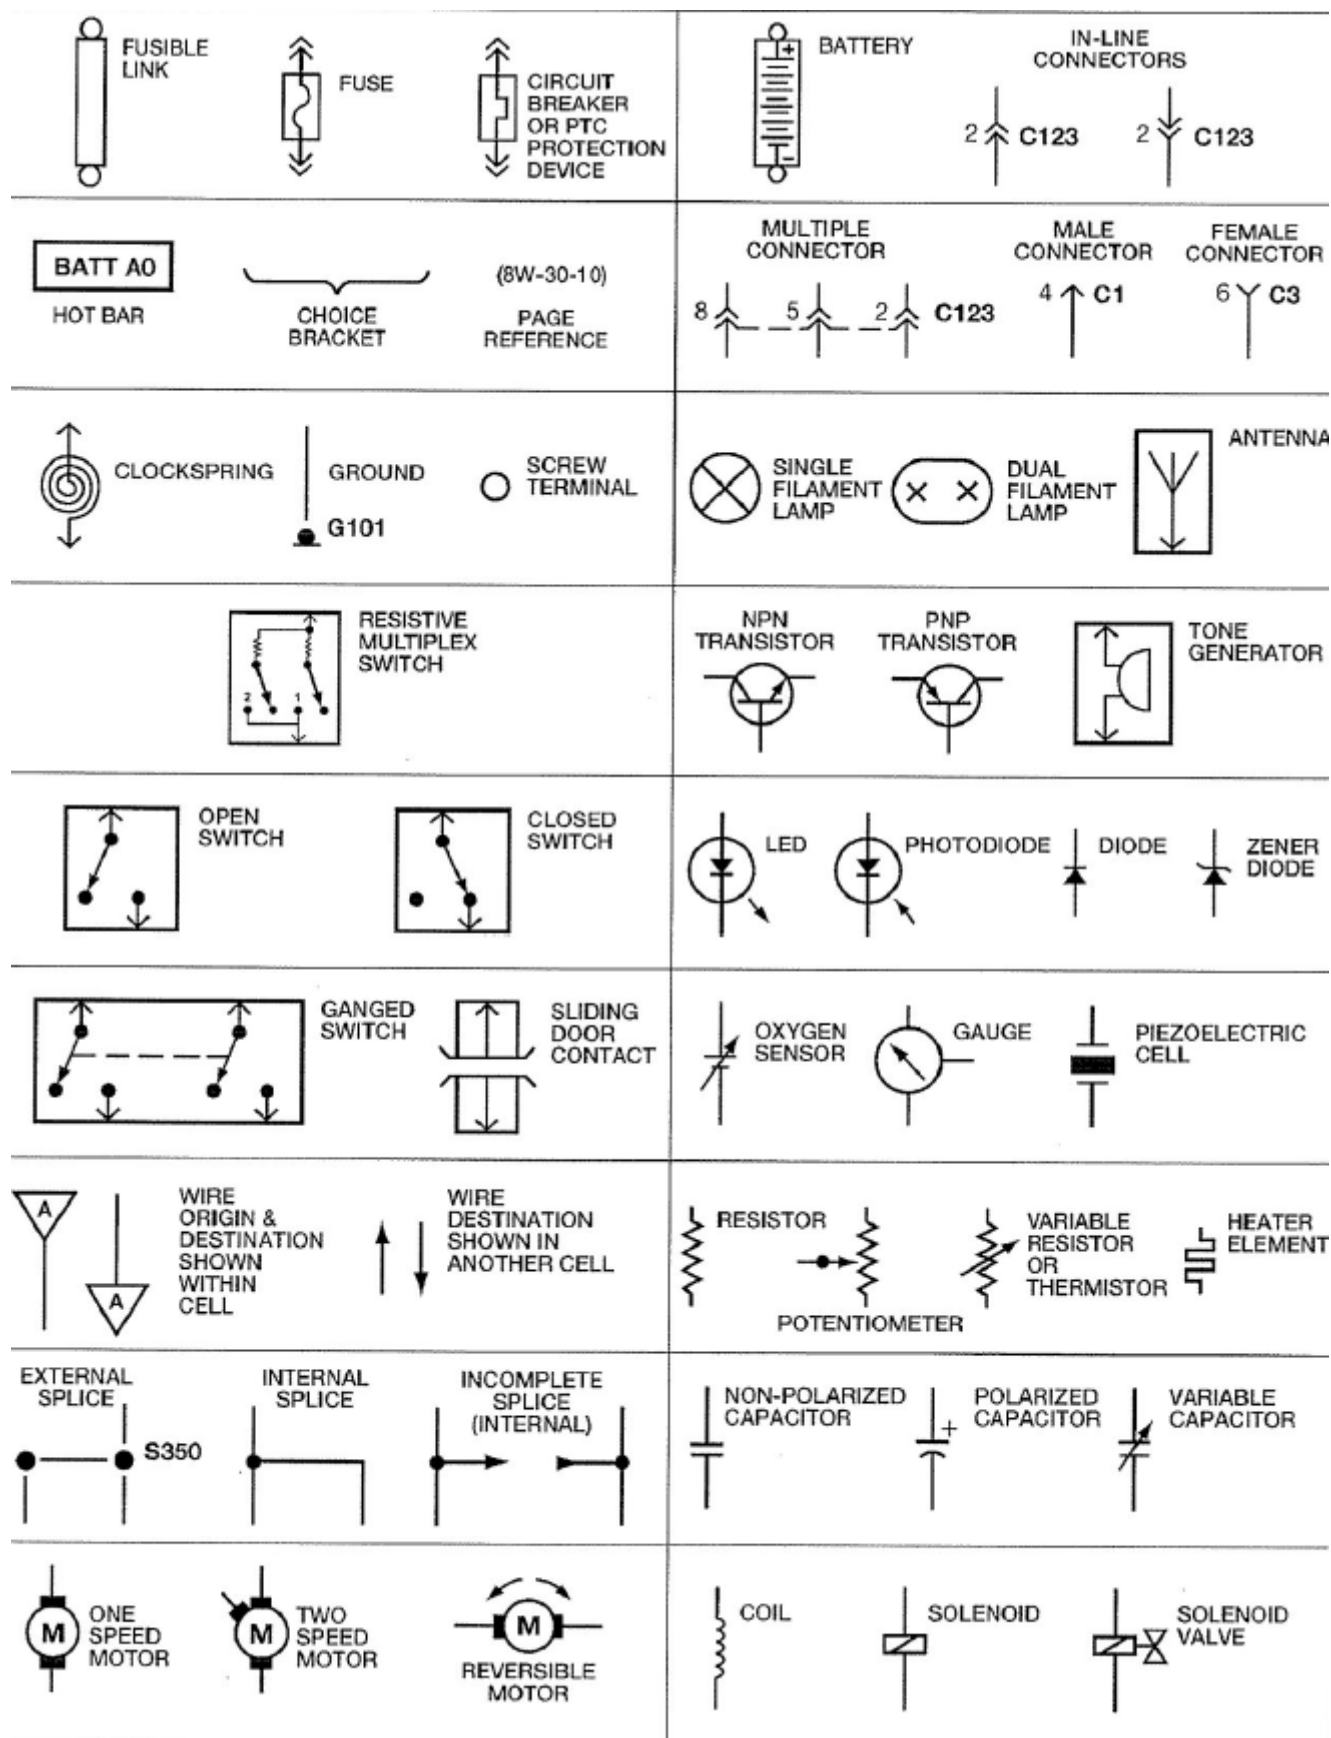 FUSIBLE
LINK
FUSE
CIRCUIT
BREAKER
OR PTC
PROTECTION
DEVICE
+
-
BATTERY
IN-LINE
CONNECTORS
2 C123
2 C123
BATT A0
HOT BAR
CHOICE
BRACKET
(8W-30-10)
PAGE
REFERENCE
MULTIPLE
CONNECTOR
8 5 2 C123
MALE
CONNECTOR
4 C1
FEMALE
CONNECTOR
6 C3
CLOCKSPRING
GROUND
G101
SCREW
TERMINAL
SINGLE
FILAMENT
LAMP
DUAL
FILAMENT
LAMP
ANTENNA
RESISTIVE
MULTIPLEX
SWITCH
2 1
NPN
TRANSISTOR
PNP
TRANSISTOR
TONE
GENERATOR
OPEN
SWITCH
CLOSED
SWITCH
LED
PHOTODIODE
DIODE
ZENER
DIODE
GANGED
SWITCH
SLIDING
DOOR
CONTACT
OXYGEN
SENSOR
GAUGE
PIEZOELECTRIC
CELL
A
A
WIRE
ORIGIN &
DESTINATION
SHOWN
WITHIN
CELL
WIRE
DESTINATION
SHOWN IN
ANOTHER CELL
RESISTOR
POTENTIOMETER
VARIABLE
RESISTOR
OR
THERMISTOR
HEATER
ELEMENT
EXTERNAL
SPLICE
S350
INTERNAL
SPLICE
INCOMPLETE
SPLICE
(INTERNAL)
NON-POLARIZED
CAPACITOR
+
POLARIZED
CAPACITOR
VARIABLE
CAPACITOR
M
ONE
SPEED
MOTOR
M
TWO
SPEED
MOTOR
M
REVERSIBLE
MOTOR
COIL
SOLENOID
SOLENOID
VALVE